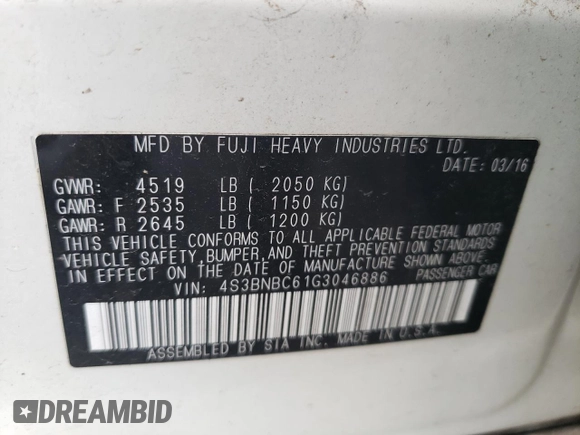 MFD BY FUJI HEAVY INDUSTRIES LTD.
DATE: 03/16
GVWR: 4519 LB ( 2050 KG)
GAWR: F 2535 LB ( 1150 KG)
GAWR: R 2645 LB ( 1200 KG)
THIS VEHICLE CONFORMS TO ALL APPLICABLE FEDERAL MOTOR
VEHICLE SAFETY, BUMPER, AND THEFT PREVENTION STANDARDS
IN EFFECT ON THE DATE OF MANUFACTURE SHOWN ABOVE.
VIN: 4S3BNBC61G3046886 PASSENGER CAR
ASSEMBLED BY SIA INC. MADE IN U.S.A.
DREAMBID